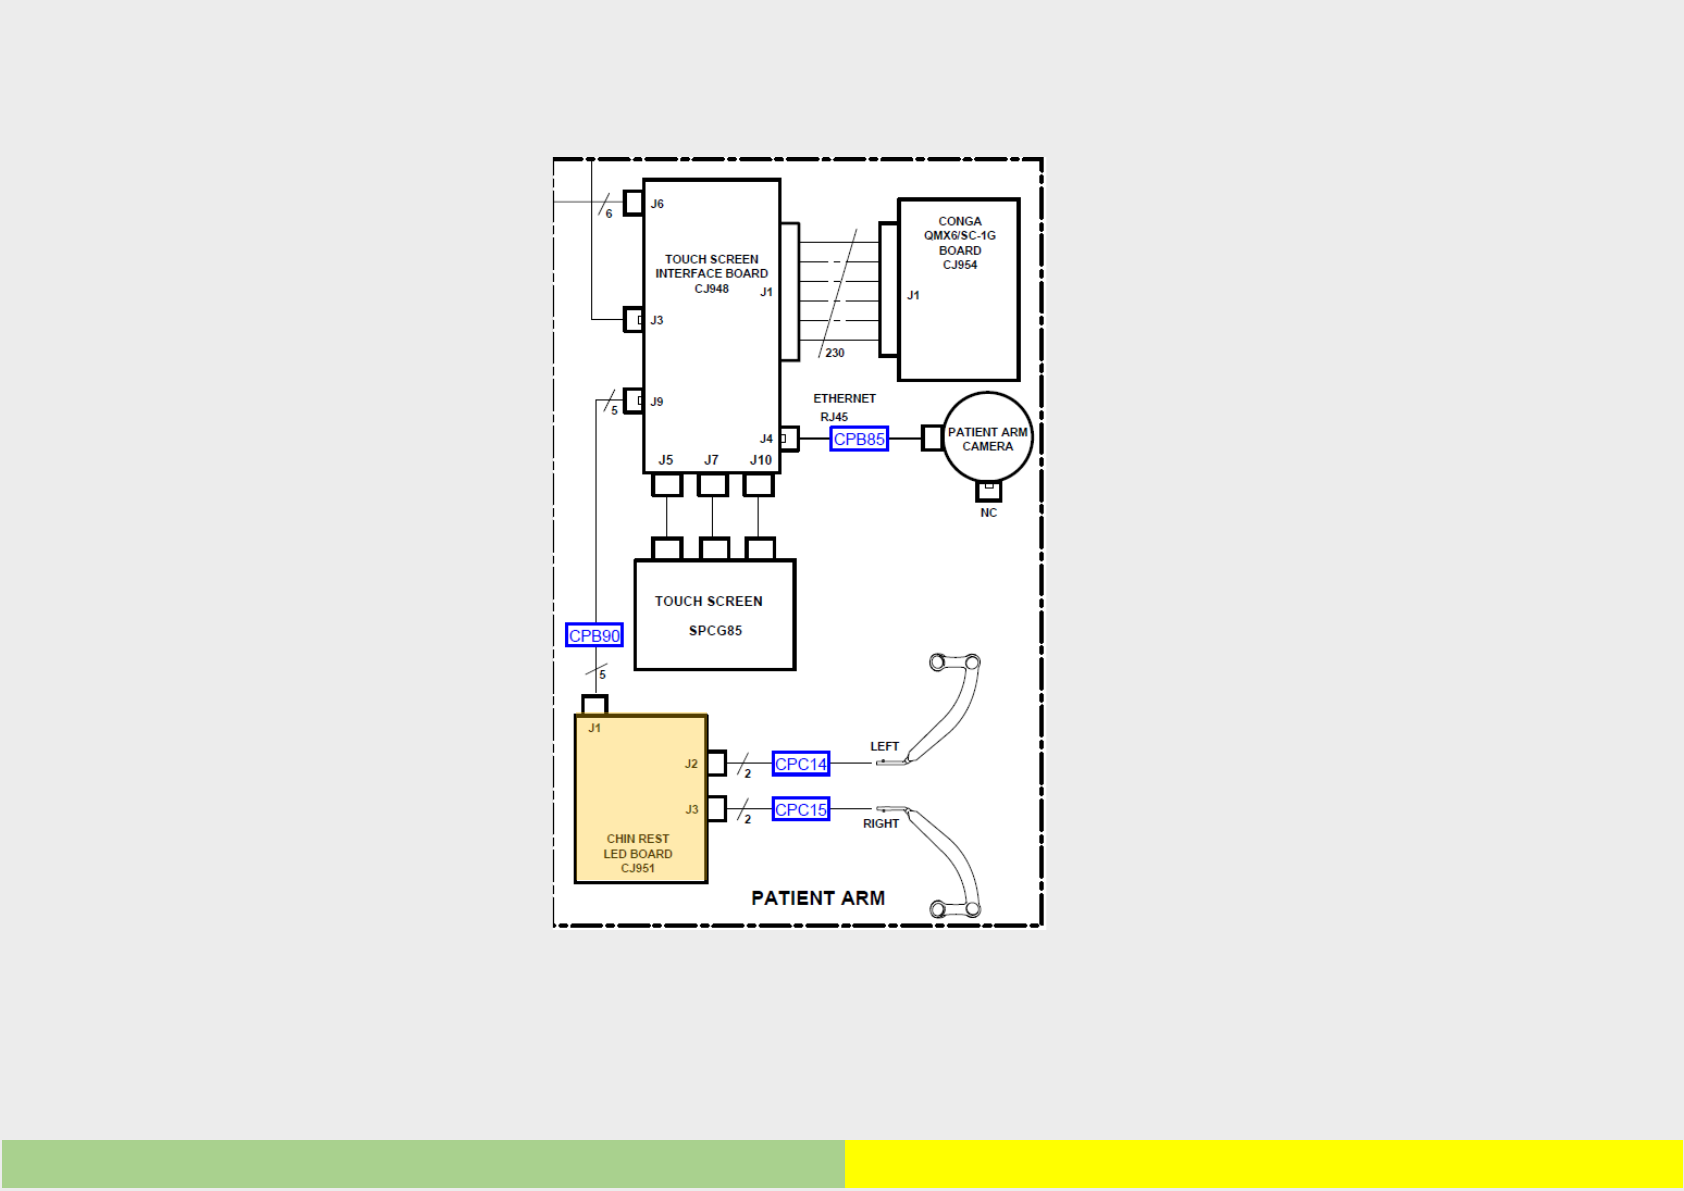 J6
6
TOUCH SCREEN
INTERFACE BOARD
CJ948
J1
J3
J9
5
J4
J5 J7 J10
230
CONGA
QMX6/SC-1G
BOARD
CJ954
J1
ETHERNET
RJ45
CPB85
PATIENT ARM
CAMERA
NC
TOUCH SCREEN
SPCG85
CPB90
5
J1
J2
2
CPC14
LEFT
J3
2
CPC15
RIGHT
CHIN REST
LED BOARD
CJ951
PATIENT ARM